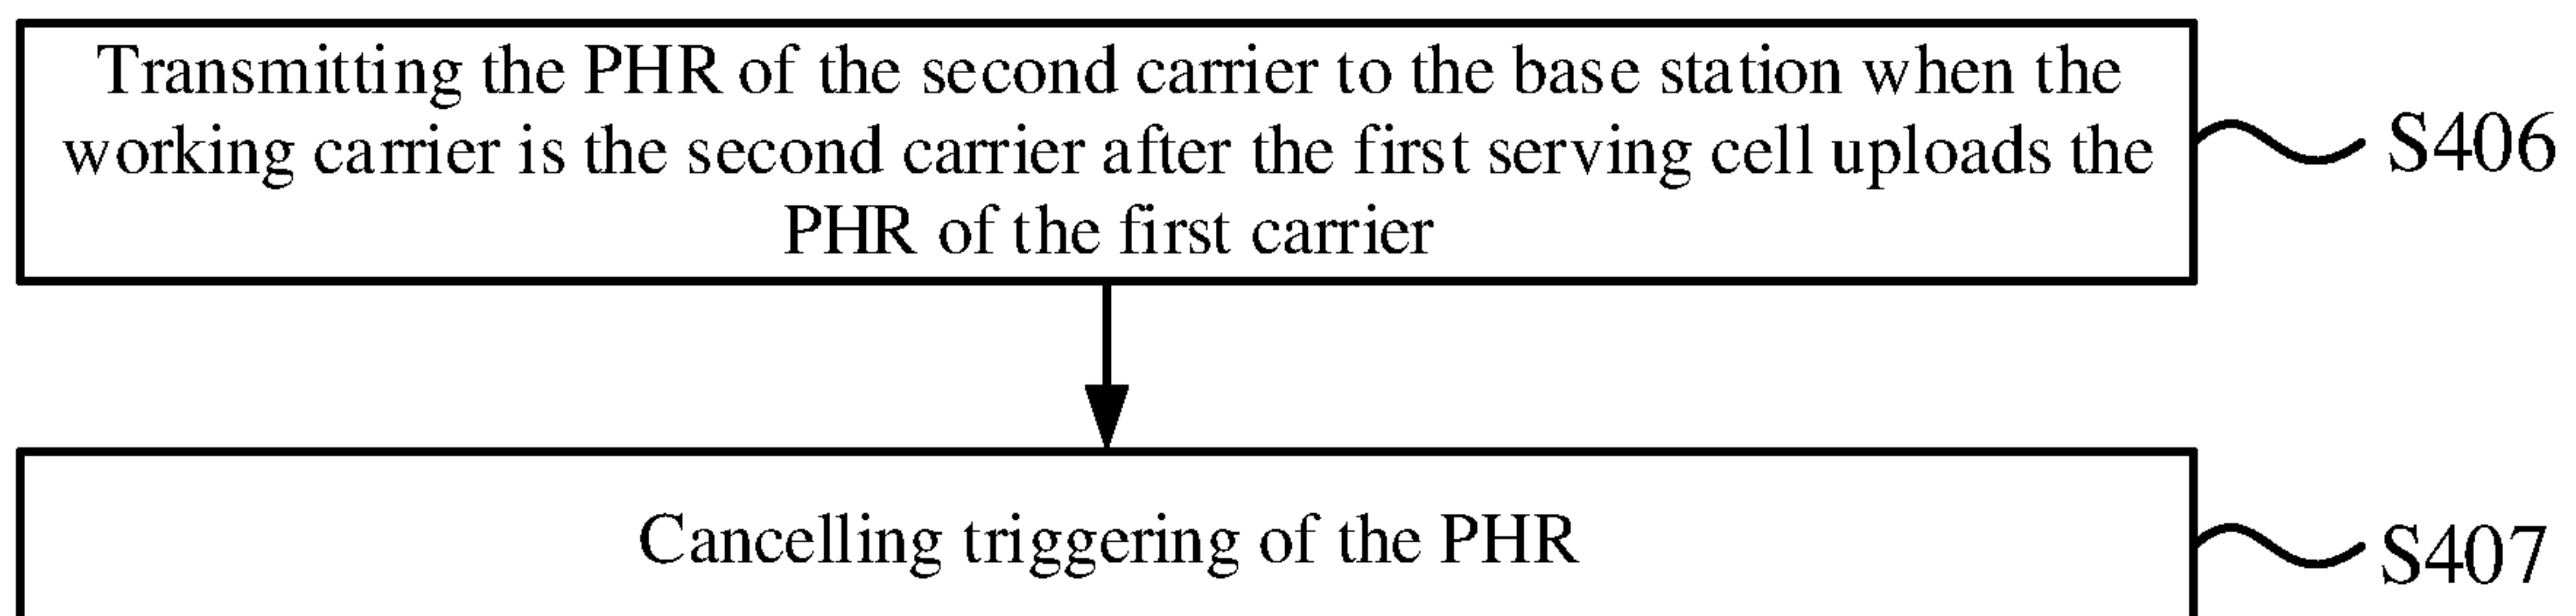 Transmitting the PHR of the second carrier to the base station when the
working carrier is the second carrier after the first serving cell uploads the
PHR of the first carrier
S406
Cancelling triggering of the PHR
S407